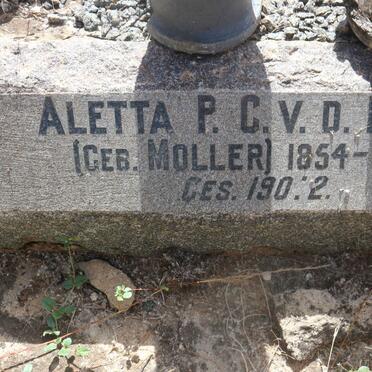 ALETTA P. C. V. D.
(GEB. MOLLER) 1854-
GES. 190.2.